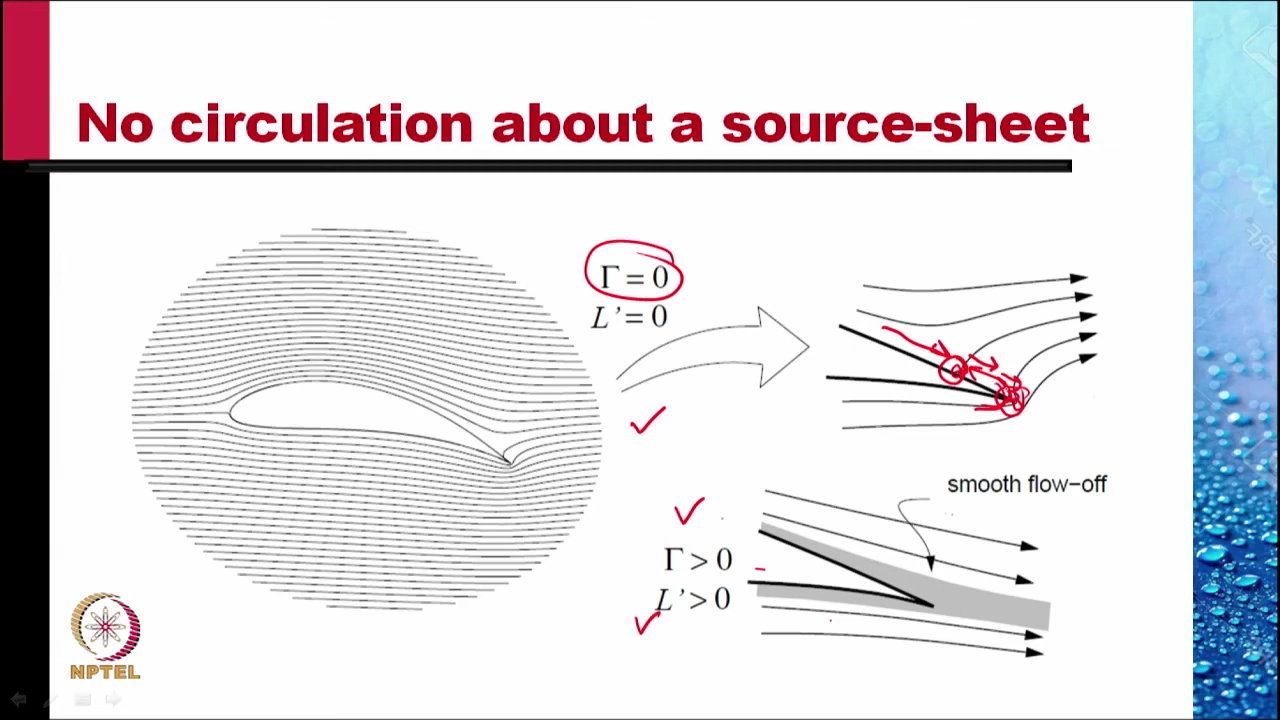 No circulation about a source-sheet
Γ = 0
L’= 0
smooth flow−off
Γ > 0
L’> 0
NPTEL